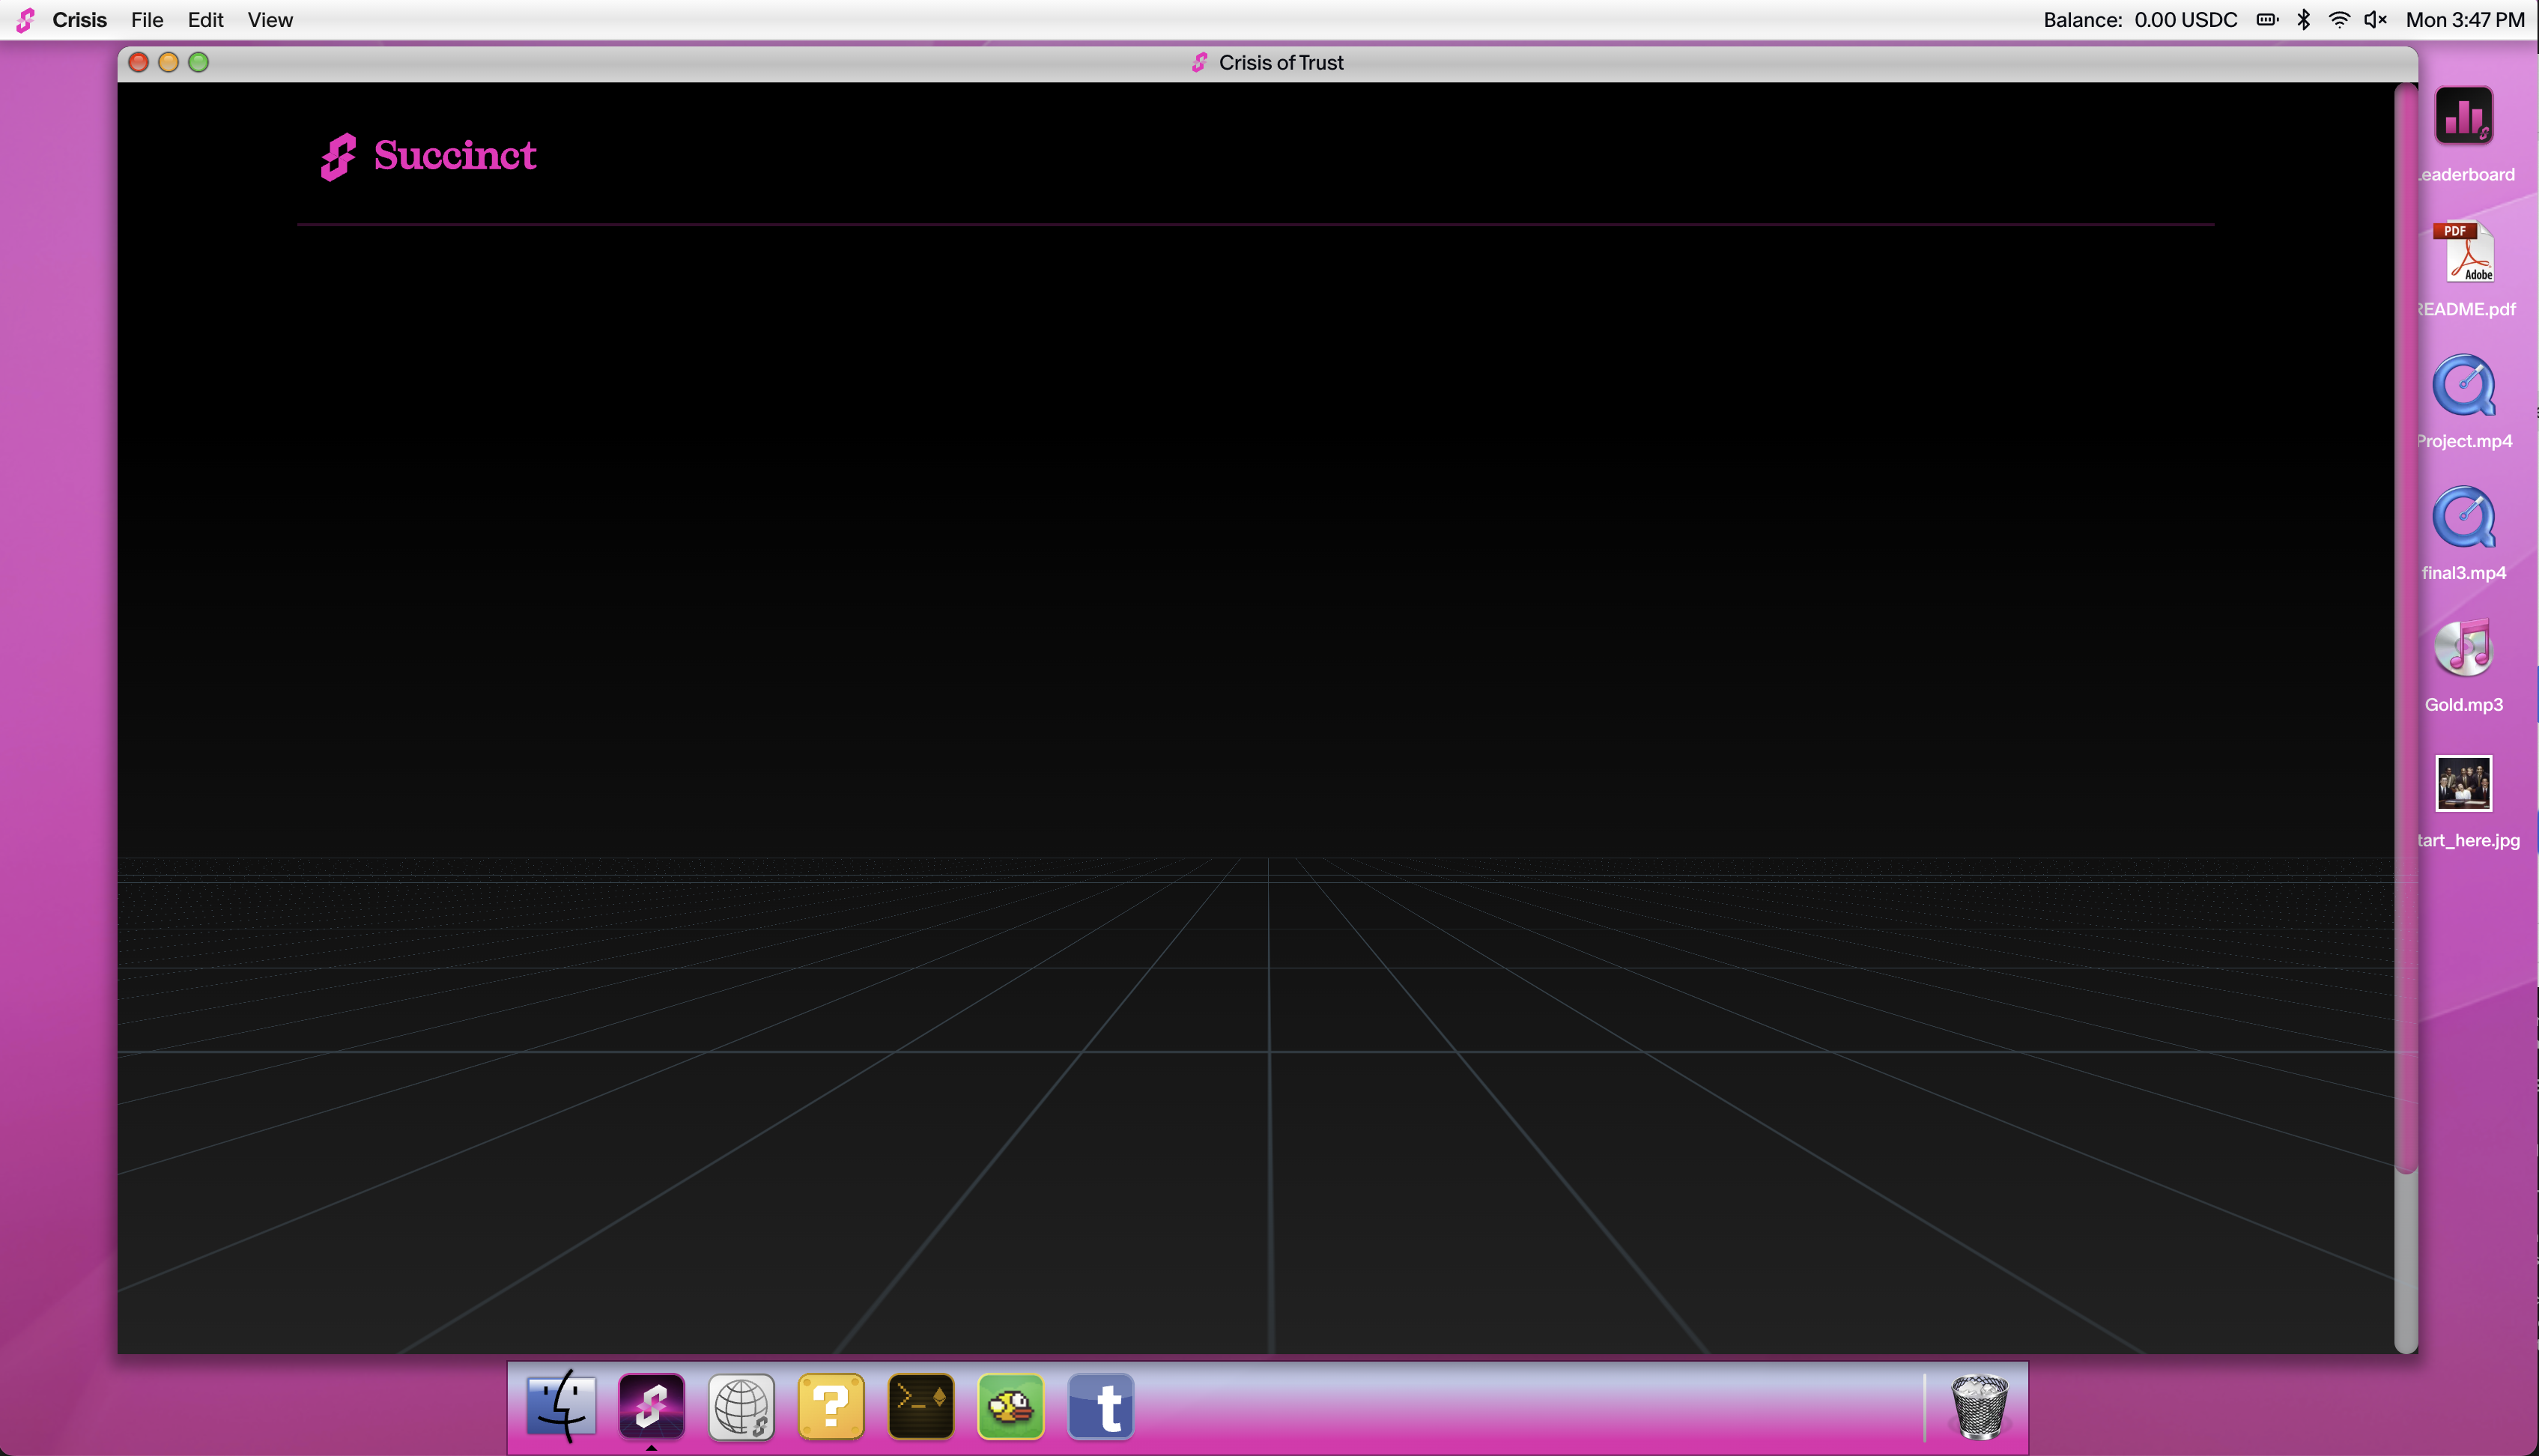 Crisis File Edit View
Balance: 0.00 USDC Mon 3:47 PM
Crisis of Trust
Succinct
eaderboard
PDF
Adobe
README.pdf
Project.mp4
final3.mp4
Gold.mp3
tart_here.jpg
?
>_
t